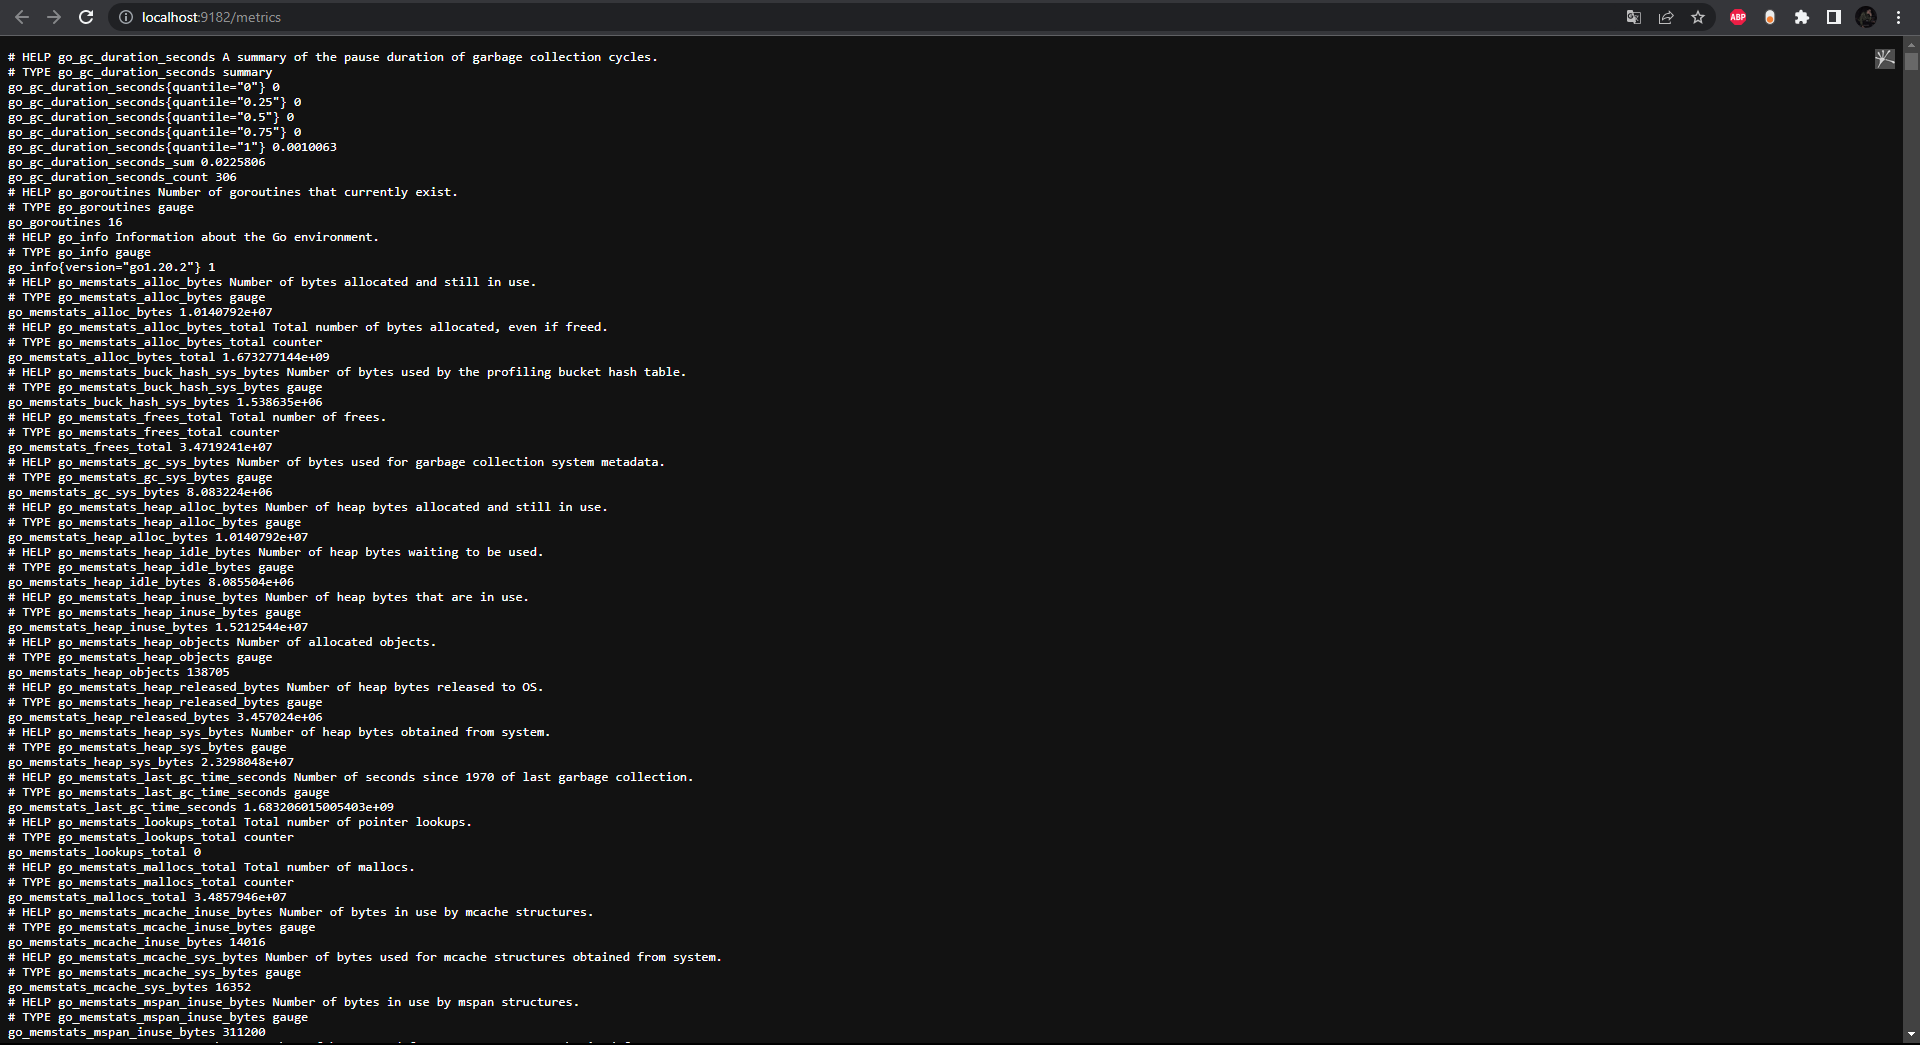 localhost:9182/metrics
ABP
# HELP go_gc_duration_seconds A summary of the pause duration of garbage collection cycles.
# TYPE go_gc_duration_seconds summary
go_gc_duration_seconds{quantile="0"} 0
go_gc_duration_seconds{quantile="0.25"} 0
go_gc_duration_seconds{quantile="0.5"} 0
go_gc_duration_seconds{quantile="0.75"} 0
go_gc_duration_seconds{quantile="1"} 0.0010063
go_gc_duration_seconds_sum 0.0225806
go_gc_duration_seconds_count 306
# HELP go_goroutines Number of goroutines that currently exist.
# TYPE go_goroutines gauge
go_goroutines 16
# HELP go_info Information about the Go environment.
# TYPE go_info gauge
go_info{version="go1.20.2"} 1
# HELP go_memstats_alloc_bytes Number of bytes allocated and still in use.
# TYPE go_memstats_alloc_bytes gauge
go_memstats_alloc_bytes 1.0140792e+07
# HELP go_memstats_alloc_bytes_total Total number of bytes allocated, even if freed.
# TYPE go_memstats_alloc_bytes_total counter
go_memstats_alloc_bytes_total 1.673277144e+09
# HELP go_memstats_buck_hash_sys_bytes Number of bytes used by the profiling bucket hash table.
# TYPE go_memstats_buck_hash_sys_bytes gauge
go_memstats_buck_hash_sys_bytes 1.538635e+06
# HELP go_memstats_frees_total Total number of frees.
# TYPE go_memstats_frees_total counter
go_memstats_frees_total 3.4719241e+07
# HELP go_memstats_gc_sys_bytes Number of bytes used for garbage collection system metadata.
# TYPE go_memstats_gc_sys_bytes gauge
go_memstats_gc_sys_bytes 8.083224e+06
# HELP go_memstats_heap_alloc_bytes Number of heap bytes allocated and still in use.
# TYPE go_memstats_heap_alloc_bytes gauge
go_memstats_heap_alloc_bytes 1.0140792e+07
# HELP go_memstats_heap_idle_bytes Number of heap bytes waiting to be used.
# TYPE go_memstats_heap_idle_bytes gauge
go_memstats_heap_idle_bytes 8.085504e+06
# HELP go_memstats_heap_inuse_bytes Number of heap bytes that are in use.
# TYPE go_memstats_heap_inuse_bytes gauge
go_memstats_heap_inuse_bytes 1.5212544e+07
# HELP go_memstats_heap_objects Number of allocated objects.
# TYPE go_memstats_heap_objects gauge
go_memstats_heap_objects 138705
# HELP go_memstats_heap_released_bytes Number of heap bytes released to OS.
# TYPE go_memstats_heap_released_bytes gauge
go_memstats_heap_released_bytes 3.457024e+06
# HELP go_memstats_heap_sys_bytes Number of heap bytes obtained from system.
# TYPE go_memstats_heap_sys_bytes gauge
go_memstats_heap_sys_bytes 2.3298048e+07
# HELP go_memstats_last_gc_time_seconds Number of seconds since 1970 of last garbage collection.
# TYPE go_memstats_last_gc_time_seconds gauge
go_memstats_last_gc_time_seconds 1.683206015005403e+09
# HELP go_memstats_lookups_total Total number of pointer lookups.
# TYPE go_memstats_lookups_total counter
go_memstats_lookups_total 0
# HELP go_memstats_mallocs_total Total number of mallocs.
# TYPE go_memstats_mallocs_total counter
go_memstats_mallocs_total 3.4857946e+07
# HELP go_memstats_mcache_inuse_bytes Number of bytes in use by mcache structures.
# TYPE go_memstats_mcache_inuse_bytes gauge
go_memstats_mcache_inuse_bytes 14016
# HELP go_memstats_mcache_sys_bytes Number of bytes used for mcache structures obtained from system.
# TYPE go_memstats_mcache_sys_bytes gauge
go_memstats_mcache_sys_bytes 16352
# HELP go_memstats_mspan_inuse_bytes Number of bytes in use by mspan structures.
# TYPE go_memstats_mspan_inuse_bytes gauge
go_memstats_mspan_inuse_bytes 311200